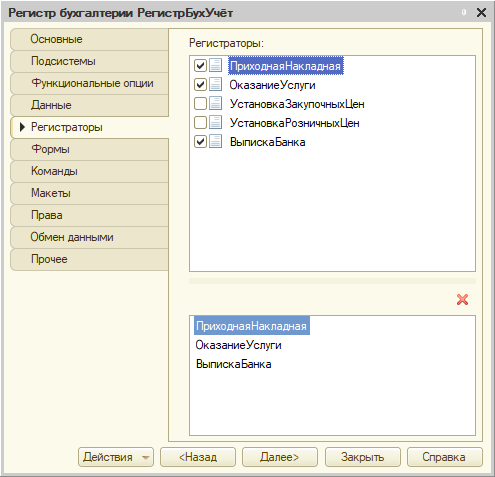 Регистр бухгалтерии РегистрБухУчёт
Основные
Подсистемы
Функциональные опции
Данные
Регистраторы
Формы
Команды
Макеты
Права
Обмен данными
Прочее
Регистраторы:
ПриходнаяНакладная
ОказаниеУслуги
УстановкаЗакупочныхЦен
УстановкаРозничныхЦен
ВыпискаБанка
ПриходнаяНакладная
ОказаниеУслуги
ВыпискаБанка
Действия
<Назад
Далее>
Закрыть
Справка